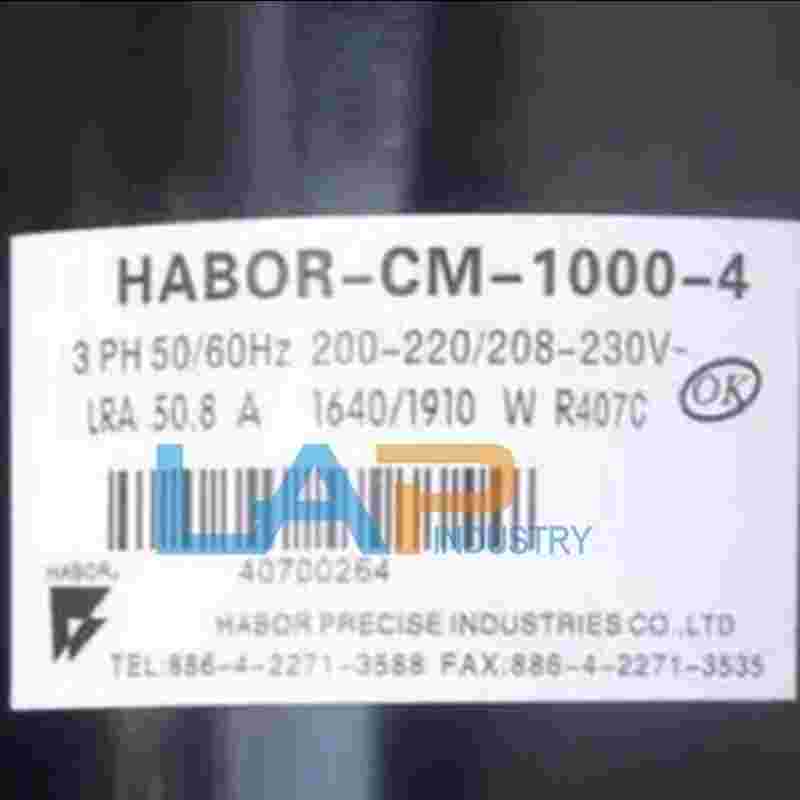 HABOR-CM-1000-4
3 PH 50/60Hz 200-220/208-230V~
OK
LRA 50.8 A 1640/1910 W R407C
LAP
INDUSTRY
HABOR
40700264
HABOR PRECISE INDUSTRIES CO.,LTD
TEL:886-4-2271-3588 FAX:886-4-2271-3535